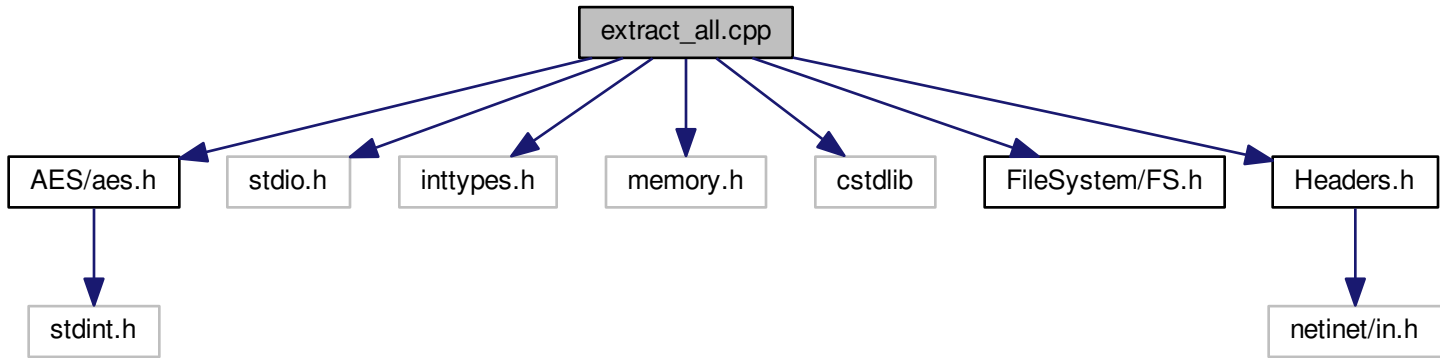 extract_all.cpp
AES/aes.h
stdio.h
inttypes.h
memory.h
cstdlib
FileSystem/FS.h
Headers.h
stdint.h
netinet/in.h